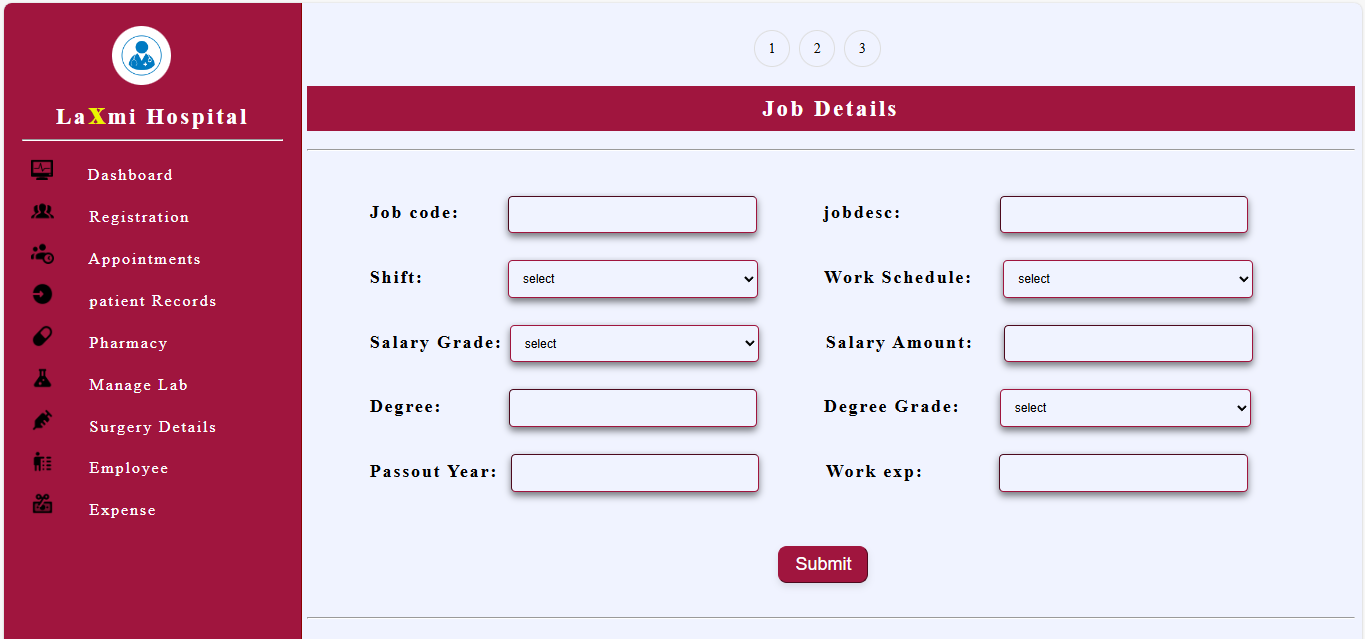 LaXmi Hospital
Dashboard
Registration
Appointments
patient Records
Pharmacy
Manage Lab
Surgery Details
Employee
Expense
1 2 3
Job Details
Job code: jobdesc:
Shift: select Work Schedule: select
Salary Grade: select Salary Amount:
Degree: Degree Grade: select
Passout Year: Work exp:
Submit